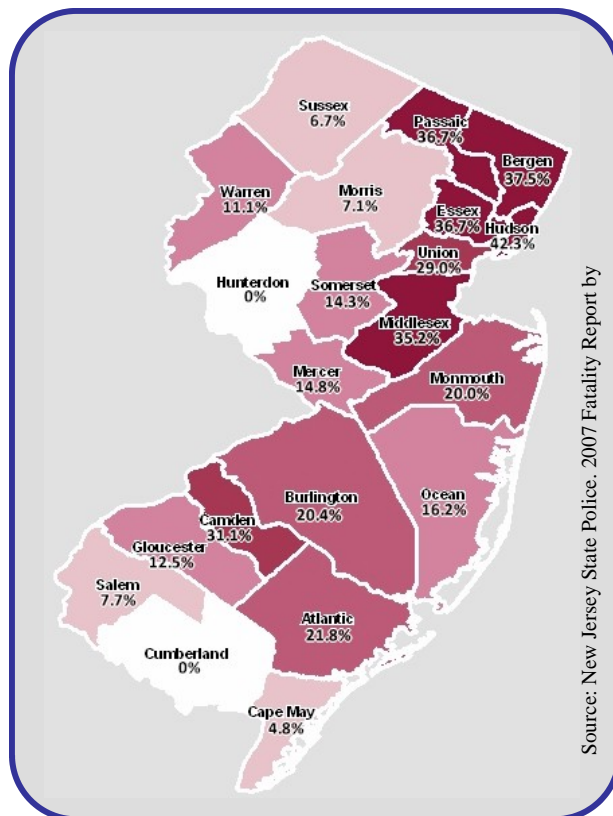 Sussex
6.7%
Passaic
36.7%
Bergen
37.5%
Warren
11.1%
Morris
7.1%
Essex
36.7%
Hudson
42.3%
Union
29.0%
Hunterdon
0%
Somerset
14.3%
Middlesex
35.2%
Mercer
14.8%
Monmouth
20.0%
Ocean
16.2%
Burlington
20.4%
Camden
31.1%
Gloucester
12.5%
Salem
7.7%
Atlantic
21.8%
Cumberland
0%
Cape May
4.8%
Source: New Jersey State Police. 2007 Fatality Report by